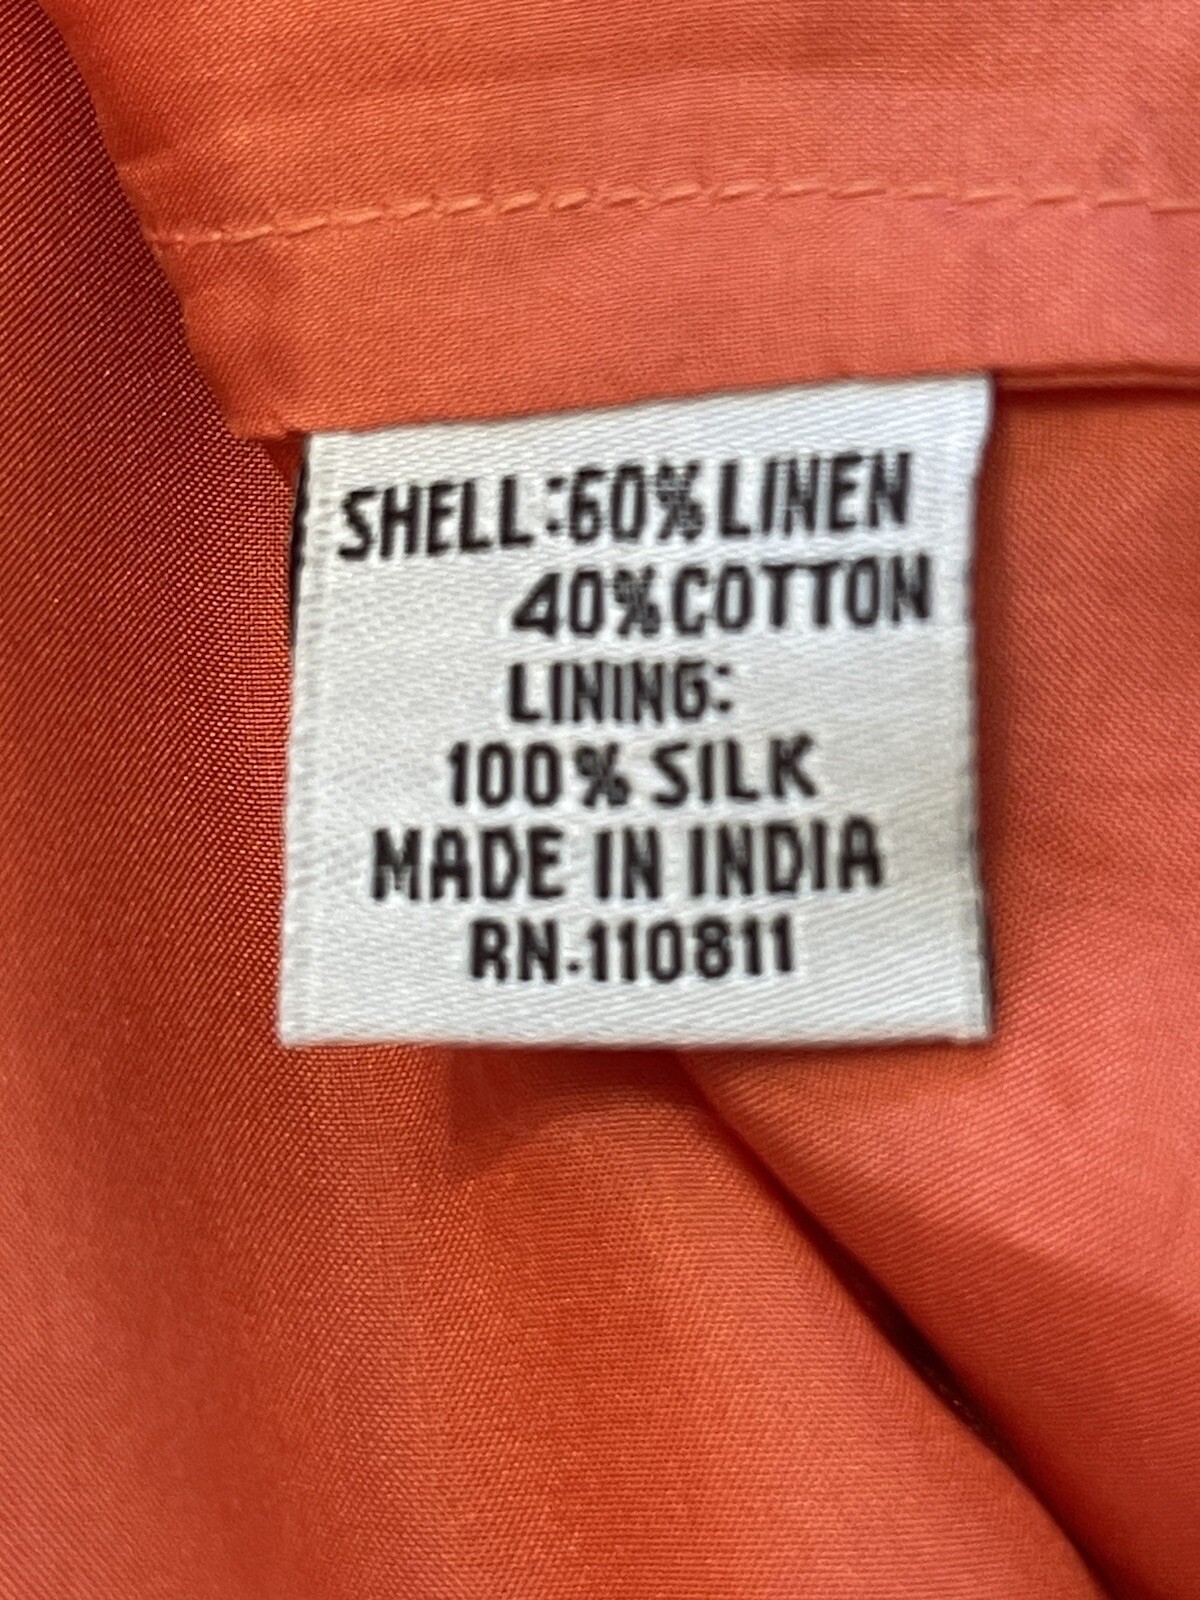 SHELL:60%LINEN
40%COTTON
LINING:
100% SILK
MADE IN INDIA
RN.110811